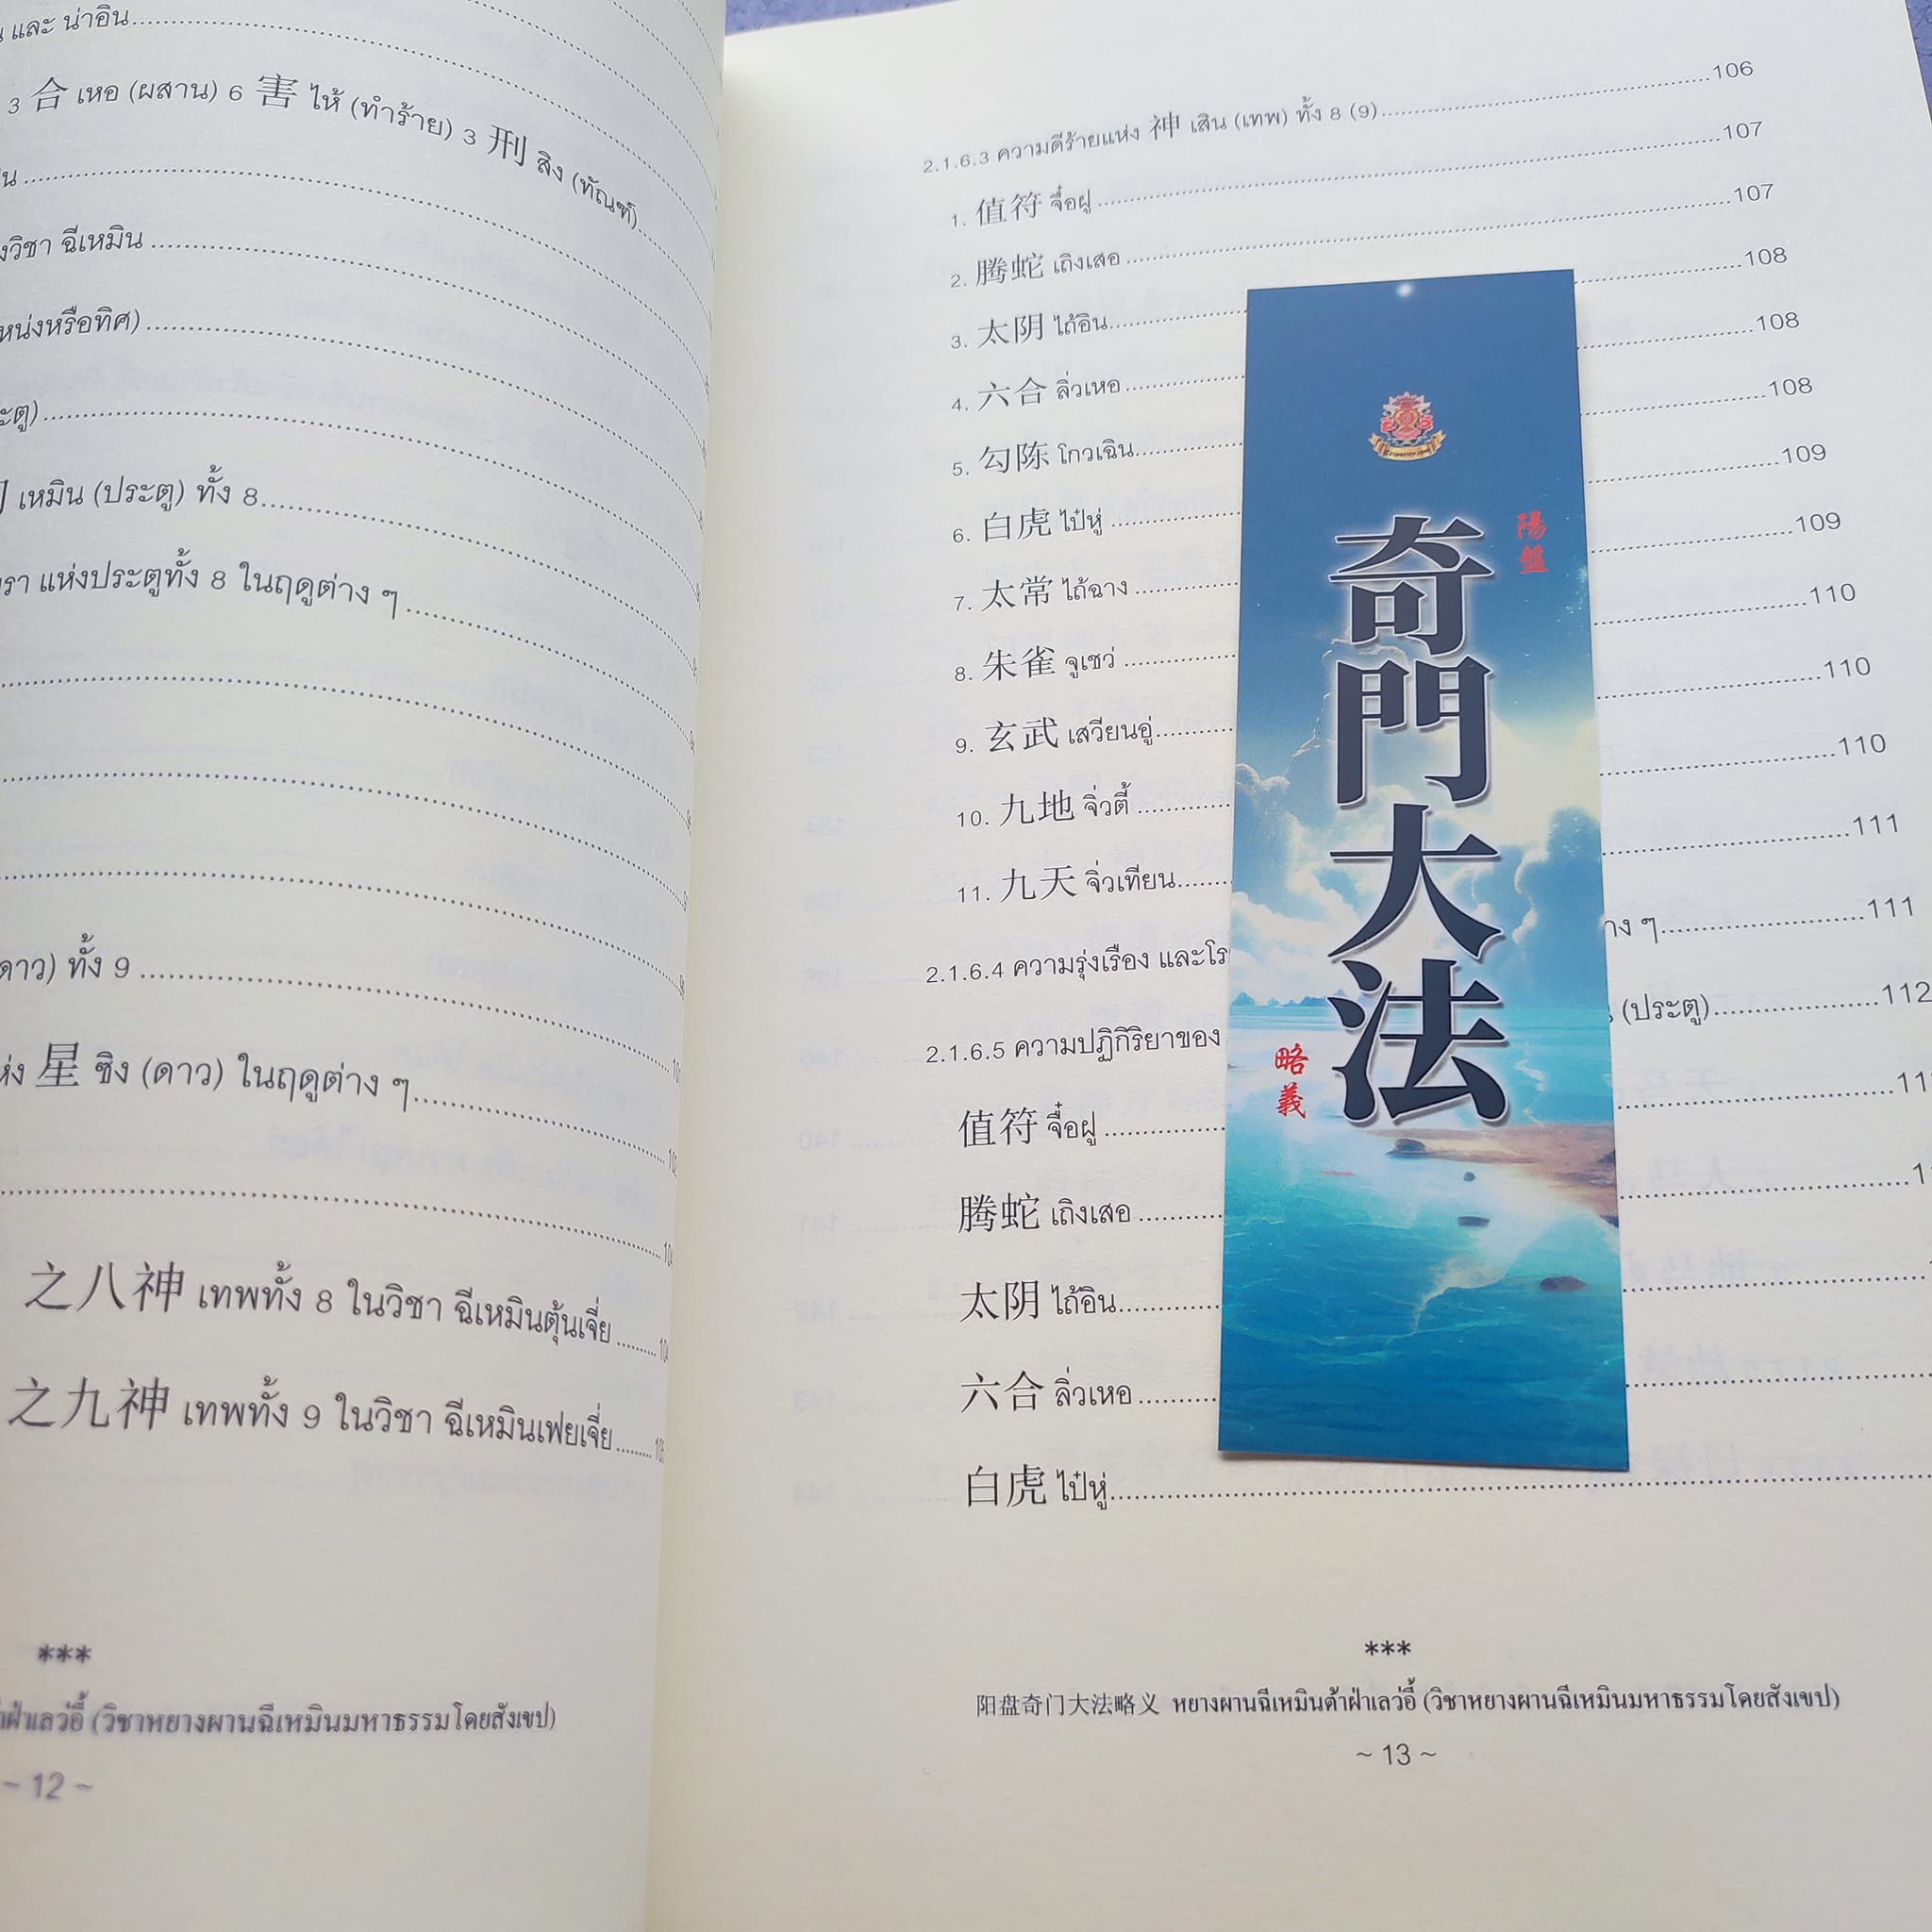 และ น่าอิน
3 合 เหอ (ผสาน) 6 害 ไห้ (ทำร้าย) 3 刑 สิง (ทัณฑ์)
วิชา ฉีเหมิน
หน่งหรือทิศ)
ะตู)
เหมิน (ประตู) ทั้ง 8
รา แห่งประตูทั้ง 8 ในฤดูต่าง ๆ
ดาว) ทั้ง 9
ห่ง 星 ซิง (ดาว) ในฤดูต่าง ๆ
之八神 เทพทั้ง 8 ในวิชา ฉีเหมินตุ้นเจี่ย 104
之九神 เทพทั้ง 9 ในวิชา ฉีเหมินเฟยเจี่ย 105
***
ฝ่าแลว่อี้ (วิชาหยางผานฉีเหมินมหาธรรมโดยสังเขป)
~ 12 ~
2.1.6.3 ความดีร้ายแห่ง 神 เสิน (เทพ) ทั้ง 8 (9) 106
1. 值符 จื๋อฝู 107
2. 腾蛇 เถิงเสอ 107
3. 太阴 ไถ้อิน 108
4. 六合 ลิ่วเหอ 108
5. 勾陈 โกวเฉิน 108
6. 白虎 ไป๋หู่ 109
7. 太常 ไถ้ฉาง 109
8. 朱雀 จูเชว่ 110
9. 玄武 เสวียนอู่ 110
10. 九地 จิ่วตี้ 110
11. 九天 จิ่วเทียน 111
2.1.6.4 ความรุ่งเรือง และโร าง ๆ 111
2.1.6.5 ความปฏิกิริยาของ (ประตู) 112
值符 จื๋อฝู
腾蛇 เถิงเสอ
太阴 ไถ้อิน
六合 ลิ่วเหอ
白虎 ไป๋หู่
***
阳盘奇门大法略义 หยางผานฉีเหมินต้าฝ่าแลว่อี้ (วิชาหยางผานฉีเหมินมหาธรรมโดยสังเขป)
~ 13 ~
陽盤
奇門大法
略義